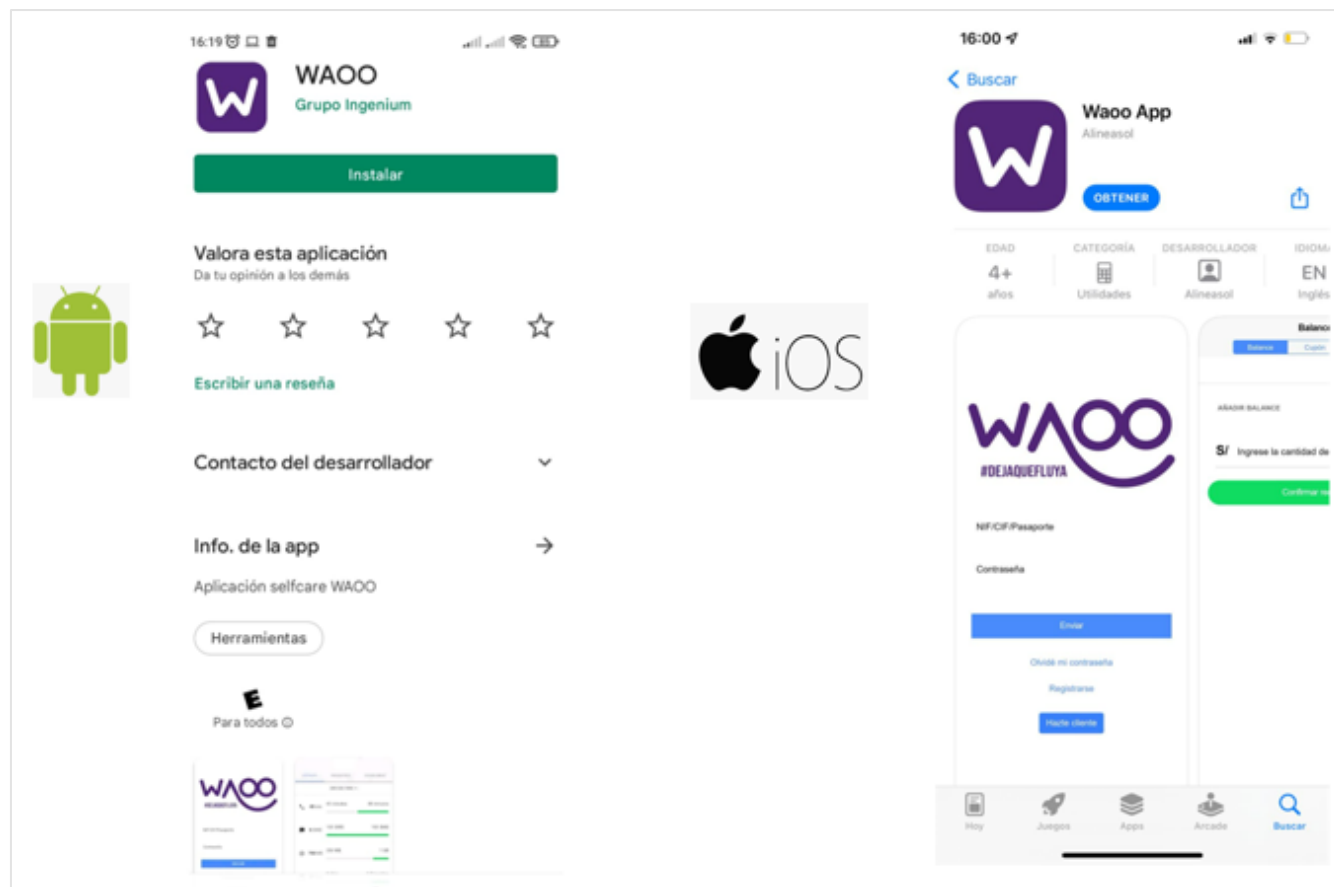 16:19
WAOO
Grupo Ingenium
Instalar
Valora esta aplicación
Da tu opinión a los demás
Escribir una reseña
Contacto del desarrollador
Info. de la app
Aplicación selfcare WAOO
Herramientas
E
Para todos
WAOO
iOS
16:00
Buscar
Waoo App
Alineasol
OBTENER
EDAD CATEGORÍA DESARROLLADOR IDIOMA
4+ EN
años Utilidades Alineasol Inglés
WAOO
#DEJAQUEFLUYA
NIF/CIF/Pasaporte
Contraseña
Enviar
Olvidé mi contraseña
Registrarse
Hazte cliente
Balance
Balance Cupón
AÑADIR BALANCE
S/ Ingrese la cantidad de
Confirmar
Hoy Juegos Apps Arcade Buscar